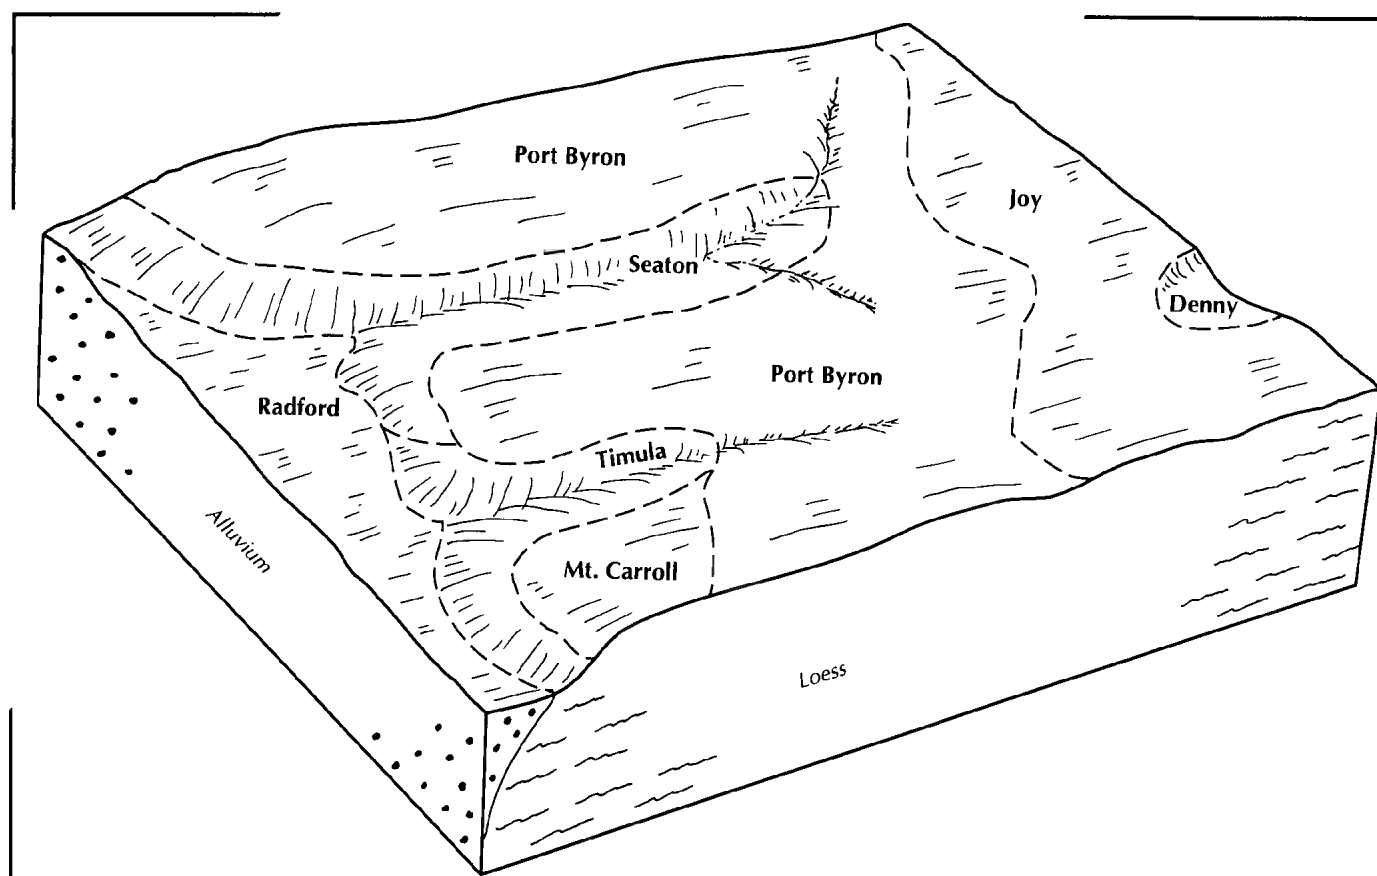 Port Byron
Joy
Seaton
Denny
Port Byron
Radford
Timula
Mt. Carroll
Alluvium
Loess